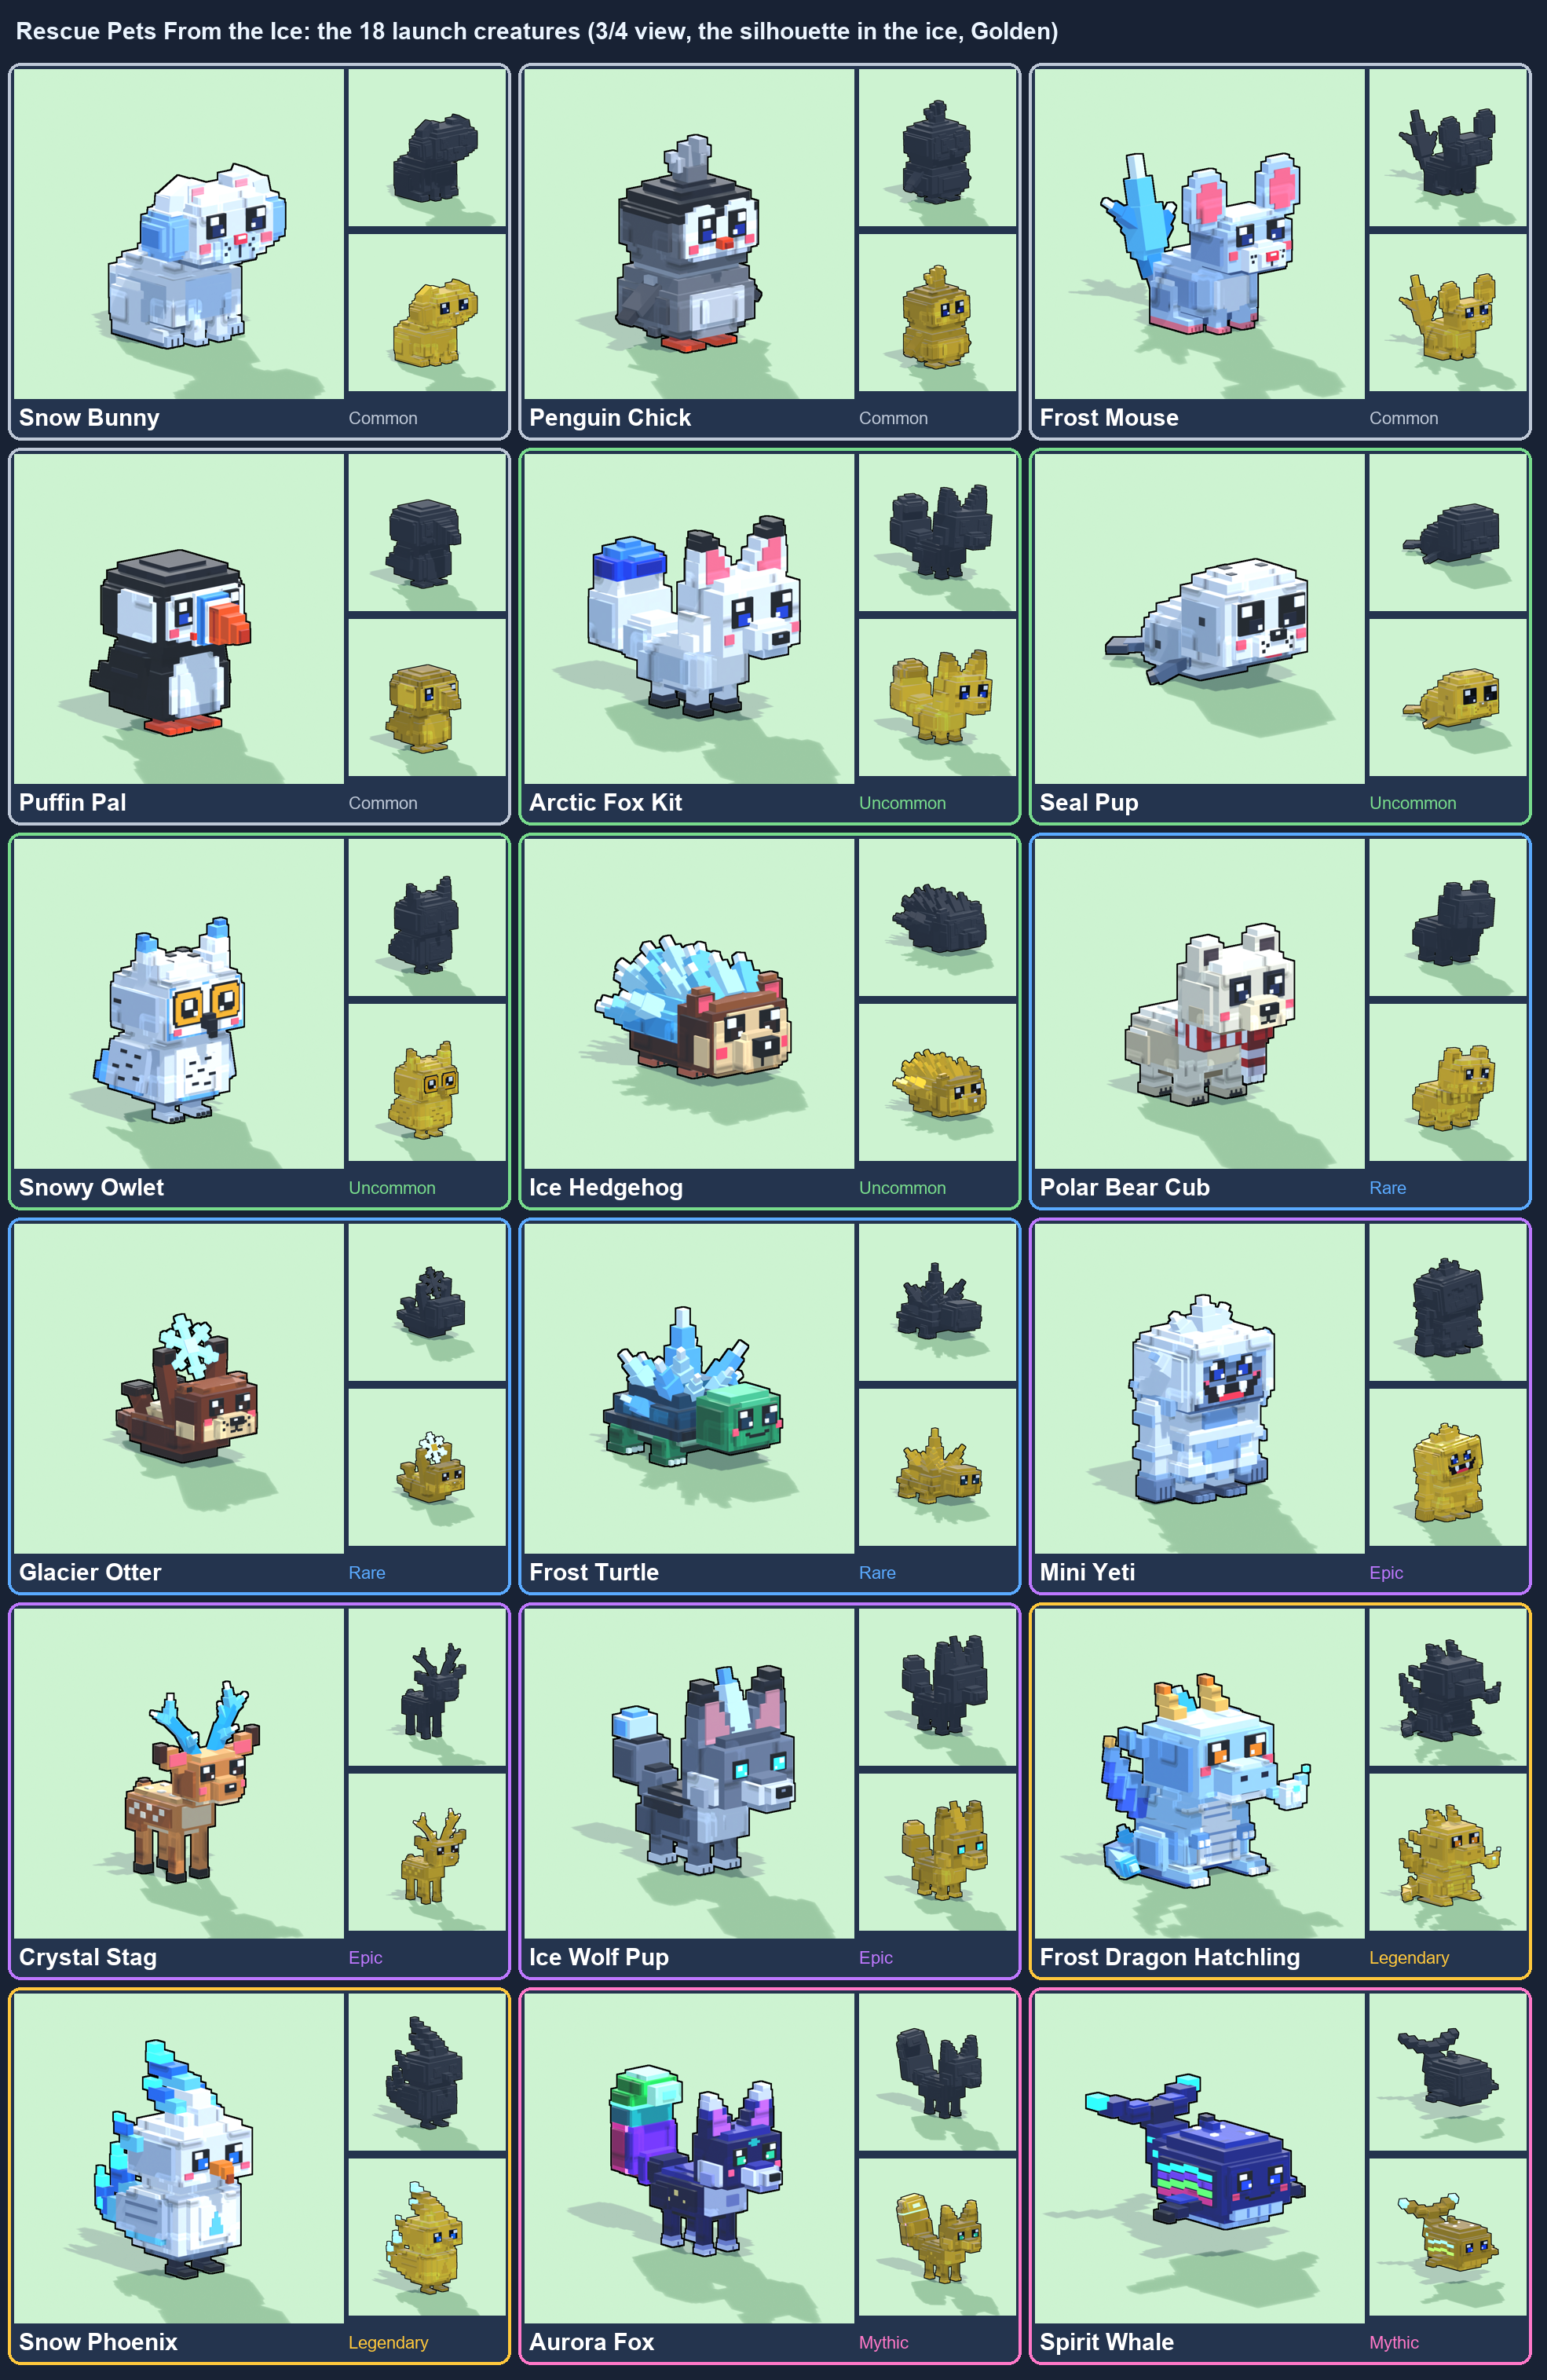 Rescue Pets From the Ice: the 18 launch creatures (3/4 view, the silhouette in the ice, Golden)
Snow Bunny Common
Penguin Chick Common
Frost Mouse Common
Puffin Pal Common
Arctic Fox Kit Uncommon
Seal Pup Uncommon
Snowy Owlet Uncommon
Ice Hedgehog Uncommon
Polar Bear Cub Rare
Glacier Otter Rare
Frost Turtle Rare
Mini Yeti Epic
Crystal Stag Epic
Ice Wolf Pup Epic
Frost Dragon Hatchling Legendary
Snow Phoenix Legendary
Aurora Fox Mythic
Spirit Whale Mythic